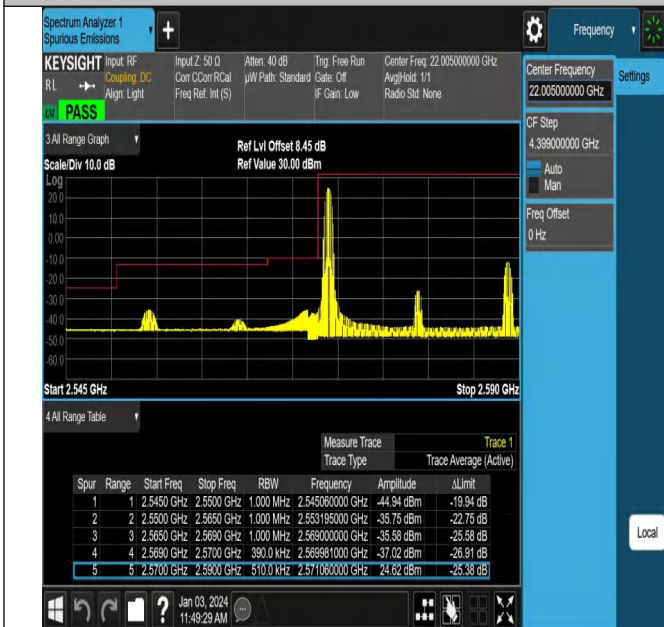 Spectrum Analyzer 1
Spurious Emissions
Frequency
KEYSIGHT
RL
PASS
Input: RF
Coupling: DC
Align: Light
Input Z: 50 Ω
Corr CCorr RCal
Freq Ref: Int (S)
Atten: 40 dB
µW Path: Standard
Trig: Free Run
Gate: Off
IF Gain: Low
Center Freq: 22.005000000 GHz
Avg|Hold: 1/1
Radio Std: None
Center Frequency
22.005000000 GHz
Settings
CF Step
4.399000000 GHz
Auto
Man
Freq Offset
0 Hz
Local
3 All Range Graph
Scale/Div 10.0 dB
Ref Lvl Offset 8.45 dB
Ref Value 30.00 dBm
Log
20.0
10.0
0.00
-10.0
-20.0
-30.0
-40.0
-50.0
-60.0
Start 2.545 GHz
Stop 2.590 GHz
4 All Range Table
Measure Trace Trace 1
Trace Type Trace Average (Active)
Spur Range Start Freq Stop Freq RBW Frequency Amplitude ΔLimit
1 1 2.5450 GHz 2.5500 GHz 1.000 MHz 2.545060000 GHz -44.94 dBm -19.94 dB
2 2 2.5500 GHz 2.5650 GHz 1.000 MHz 2.553195000 GHz -35.75 dBm -22.75 dB
3 3 2.5650 GHz 2.5690 GHz 1.000 MHz 2.569000000 GHz -35.58 dBm -25.58 dB
4 4 2.5690 GHz 2.5700 GHz 390.0 kHz 2.569981000 GHz -37.02 dBm -26.91 dB
5 5 2.5700 GHz 2.5900 GHz 510.0 kHz 2.571060000 GHz 24.62 dBm -25.38 dB
Jan 03, 2024
11:49:29 AM